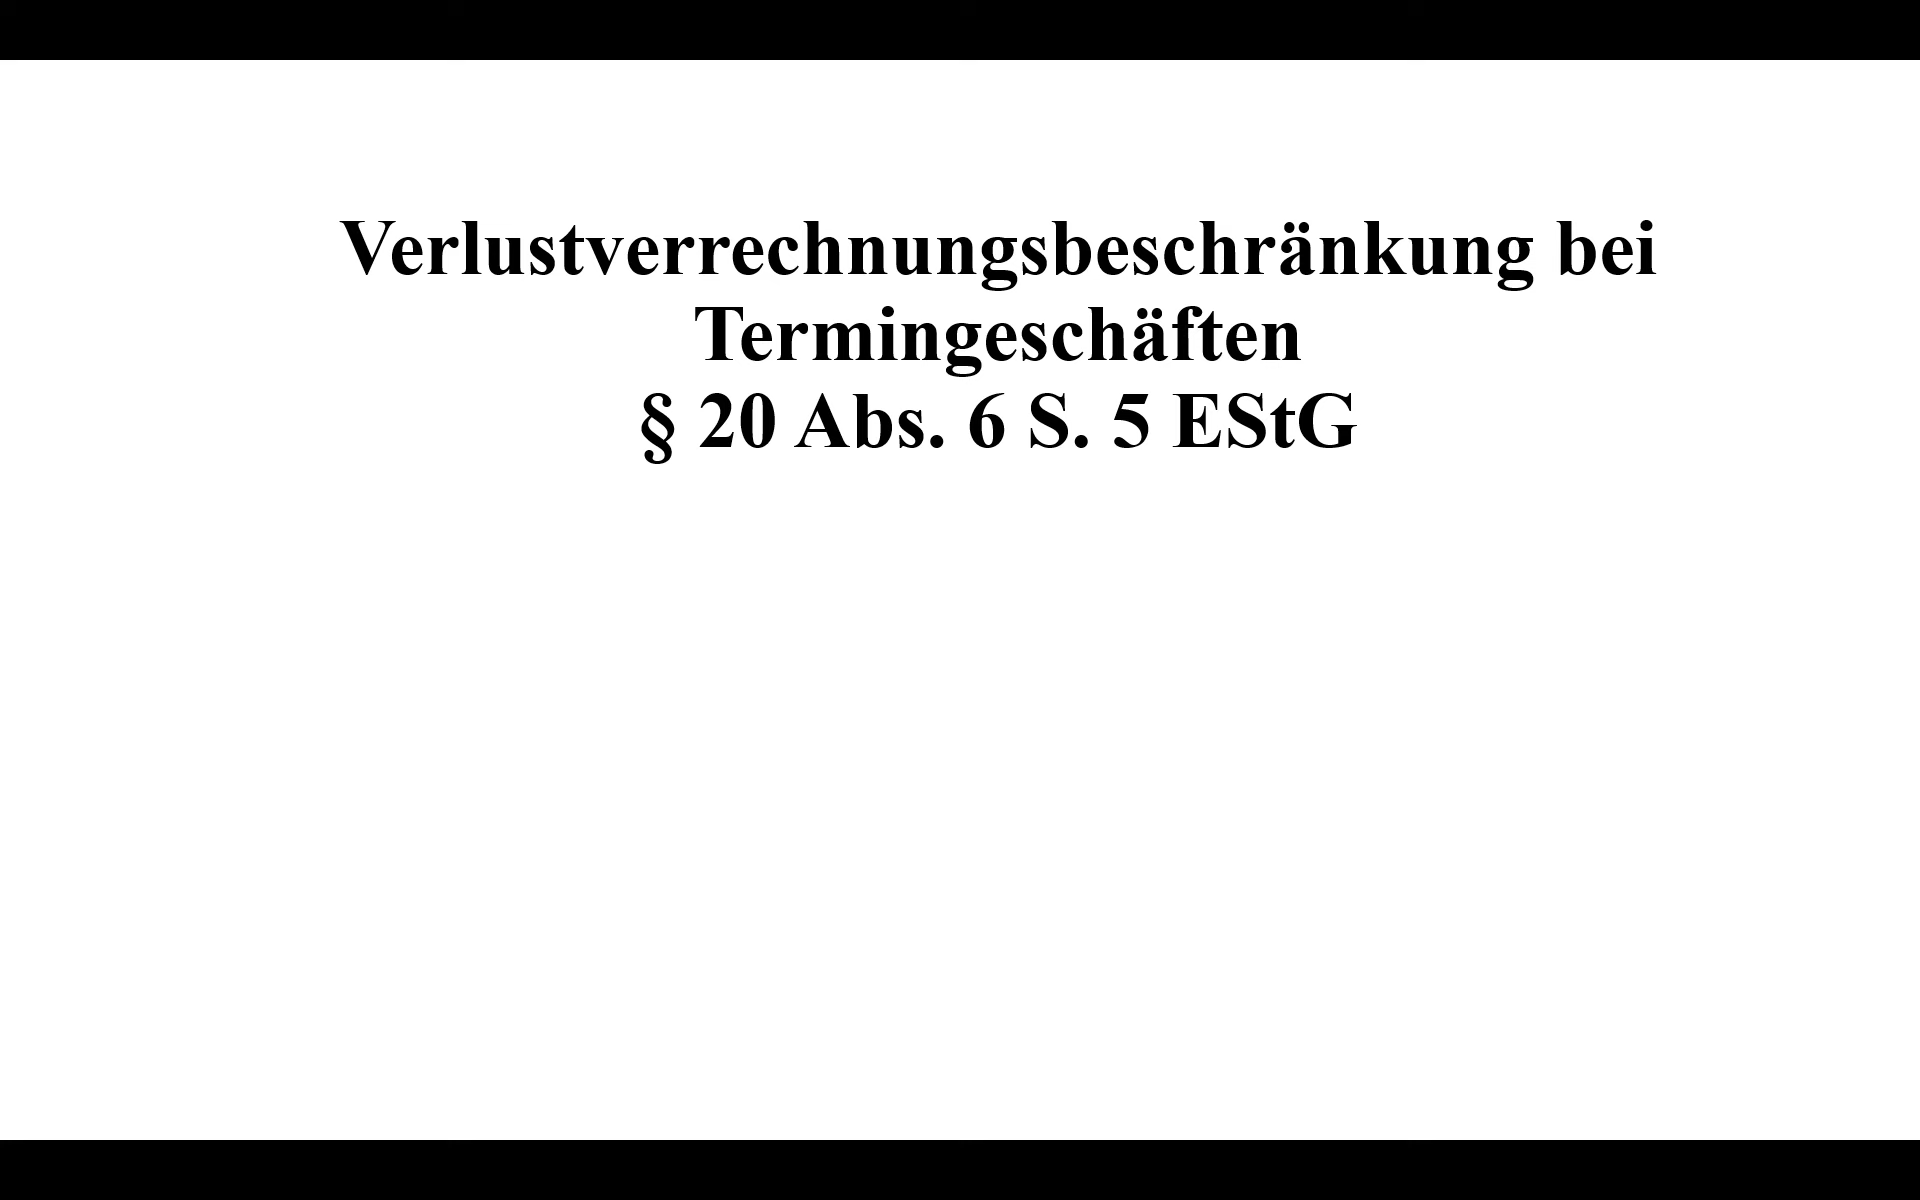 Verlustverrechnungsbeschränkung bei
Termingeschäften
§ 20 Abs. 6 S. 5 EStG